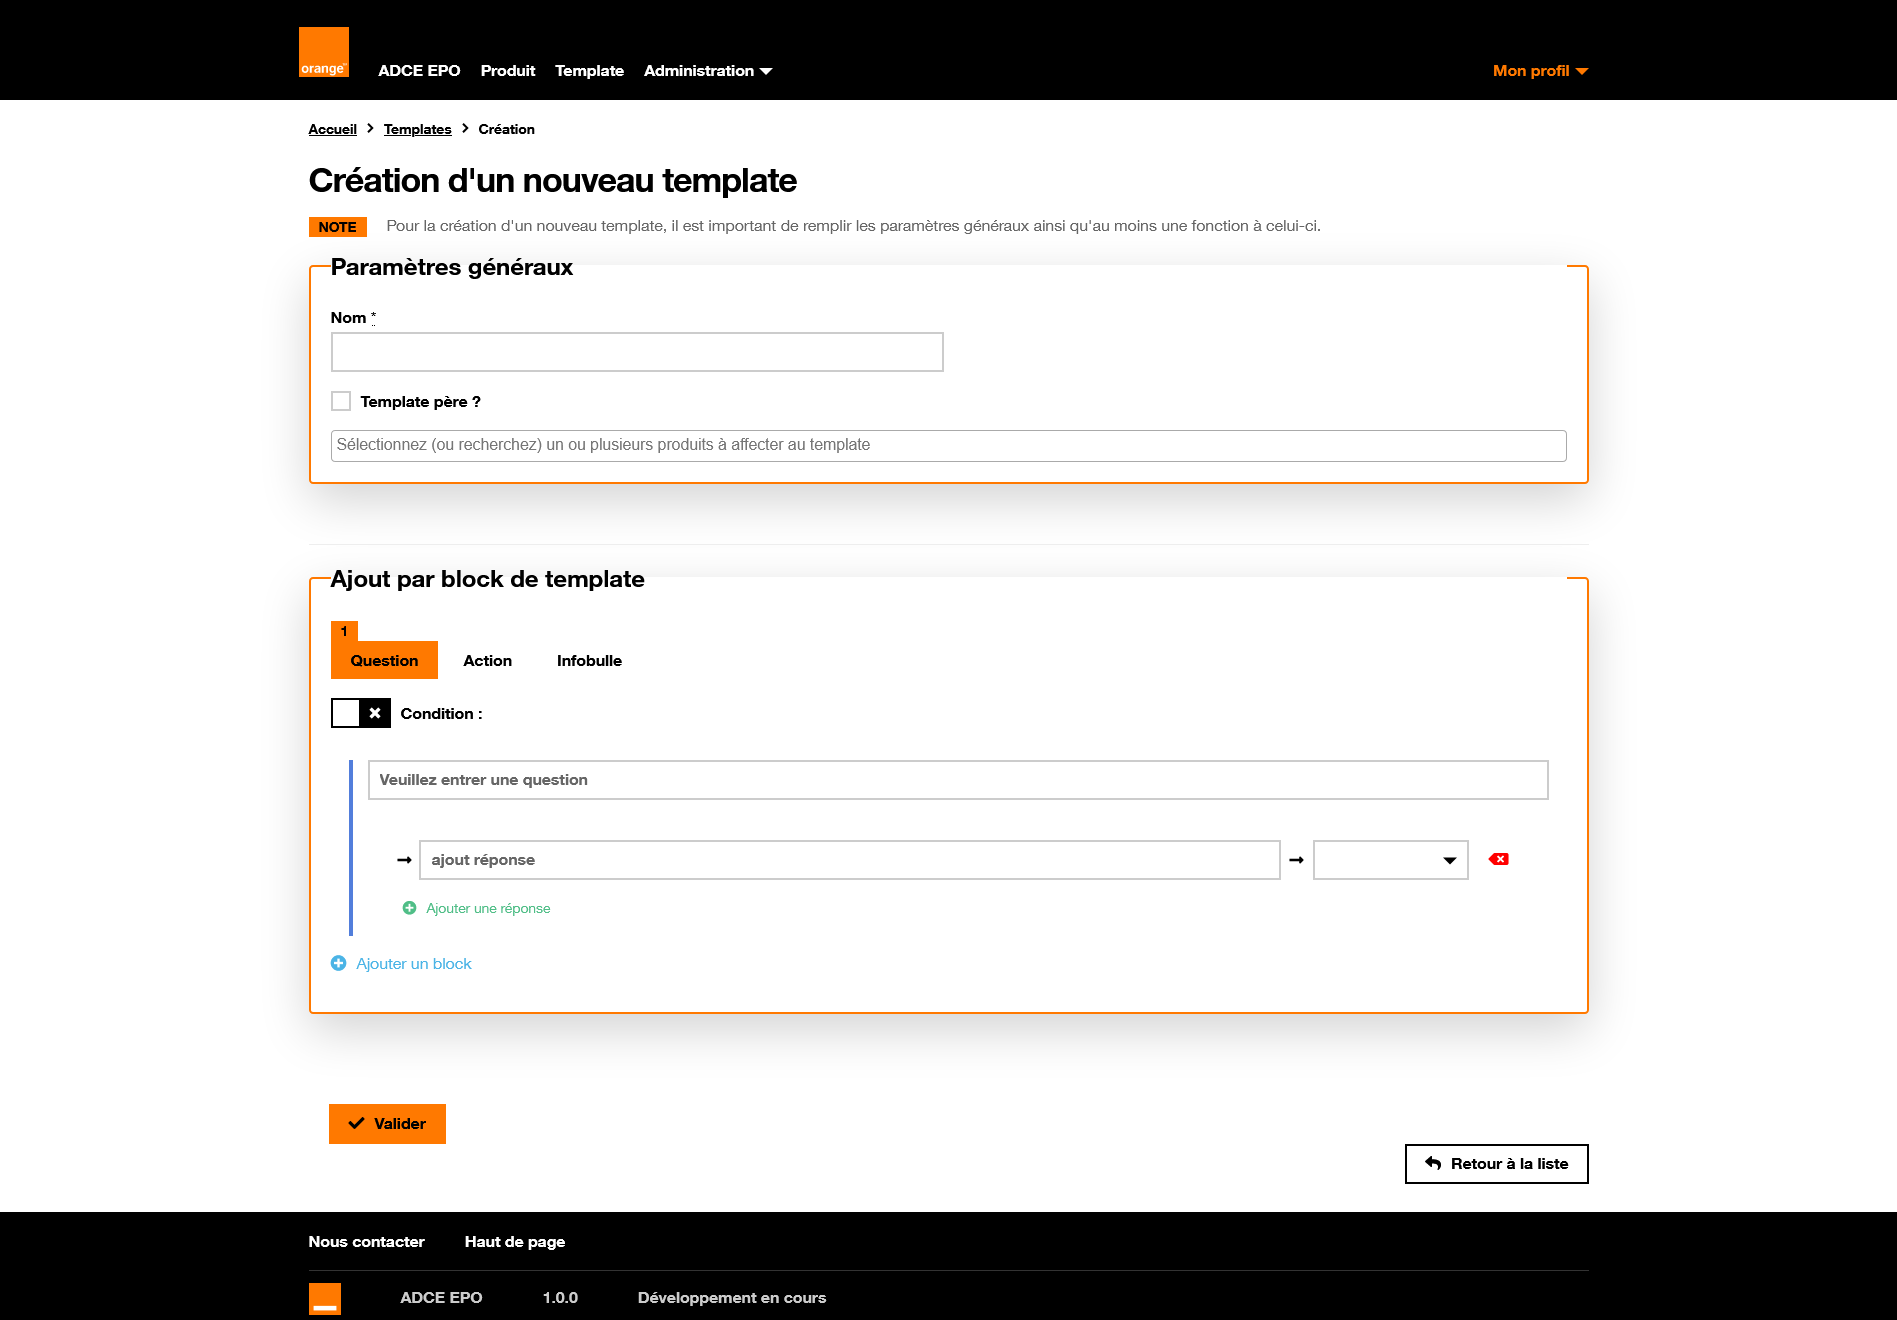 orange™
ADCE EPO Produit Template Administration Mon profil
Accueil Templates Création
Création d'un nouveau template
NOTE Pour la création d'un nouveau template, il est important de remplir les paramètres généraux ainsi qu'au moins une fonction à celui-ci.
Paramètres généraux
Nom *
Template père ?
Sélectionnez (ou recherchez) un ou plusieurs produits à affecter au template
Ajout par block de template
1
Question Action Infobulle
Condition :
Veuillez entrer une question
ajout réponse
Ajouter une réponse
Ajouter un block
Valider
Retour à la liste
Nous contacter Haut de page
ADCE EPO 1.0.0 Développement en cours